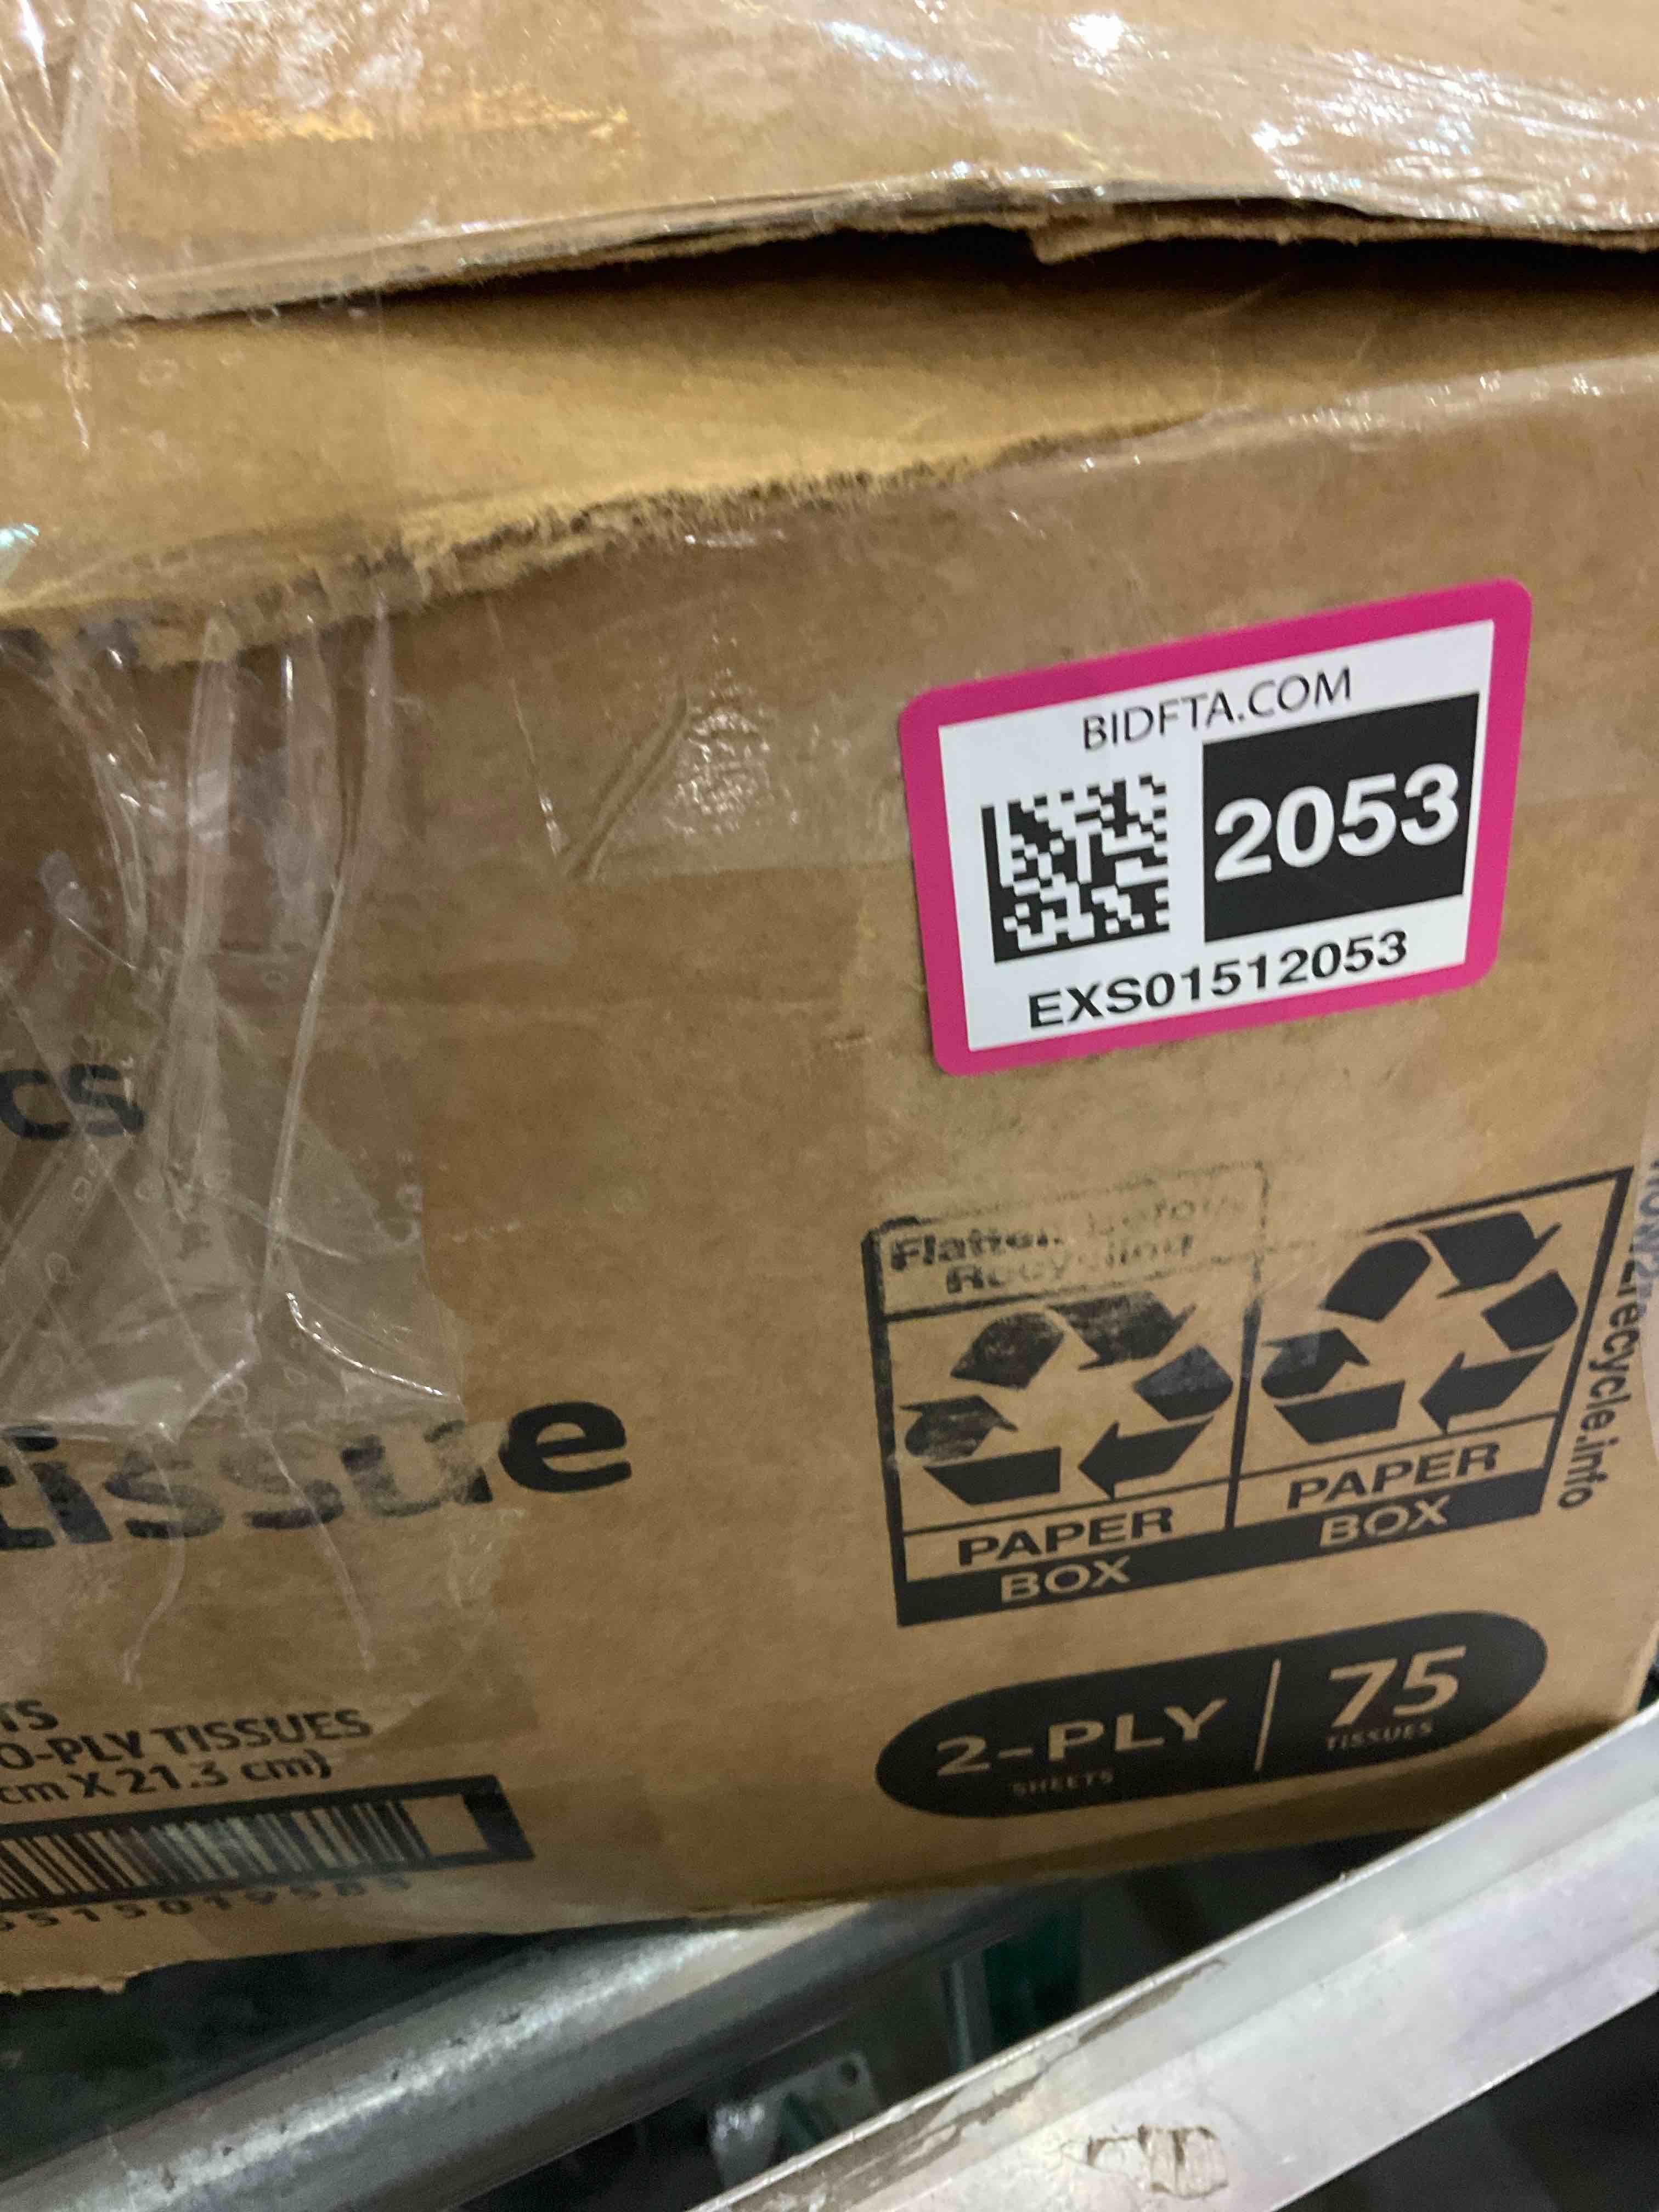 BIDFTA.COM
2053
EXS01512053
cs
tissue
Flatten Before
Recycling
PAPER
BOX
PAPER
BOX
how2recycle.info
TS
O-PLY TISSUES
cm X 21.3 cm)
2-PLY
SHEETS
75
TISSUES